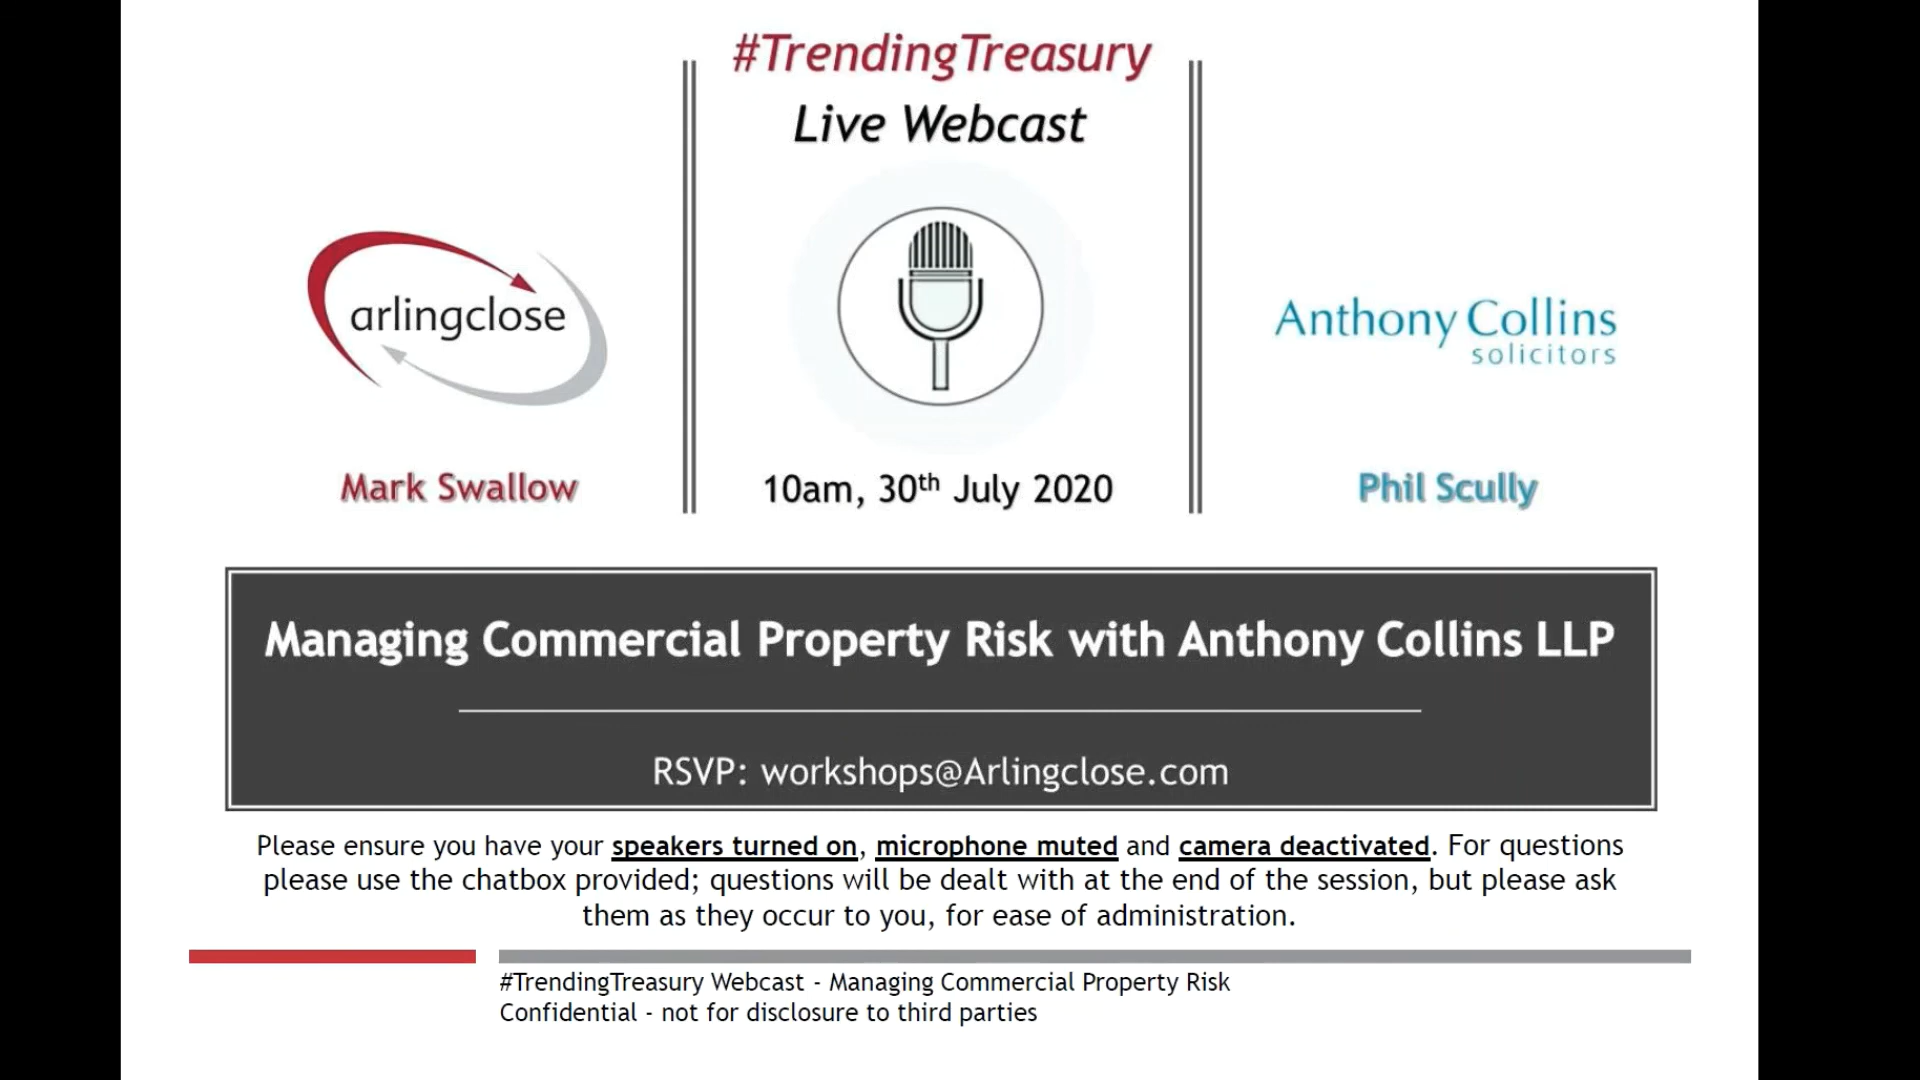 #TrendingTreasury
Live Webcast
arlingclose
Anthony Collins
solicitors
Mark Swallow
10am, 30th July 2020
Phil Scully
Managing Commercial Property Risk with Anthony Collins LLP
RSVP: workshops@Arlingclose.com
Please ensure you have your speakers turned on, microphone muted and camera deactivated. For questions
please use the chatbox provided; questions will be dealt with at the end of the session, but please ask
them as they occur to you, for ease of administration.
#TrendingTreasury Webcast - Managing Commercial Property Risk
Confidential - not for disclosure to third parties